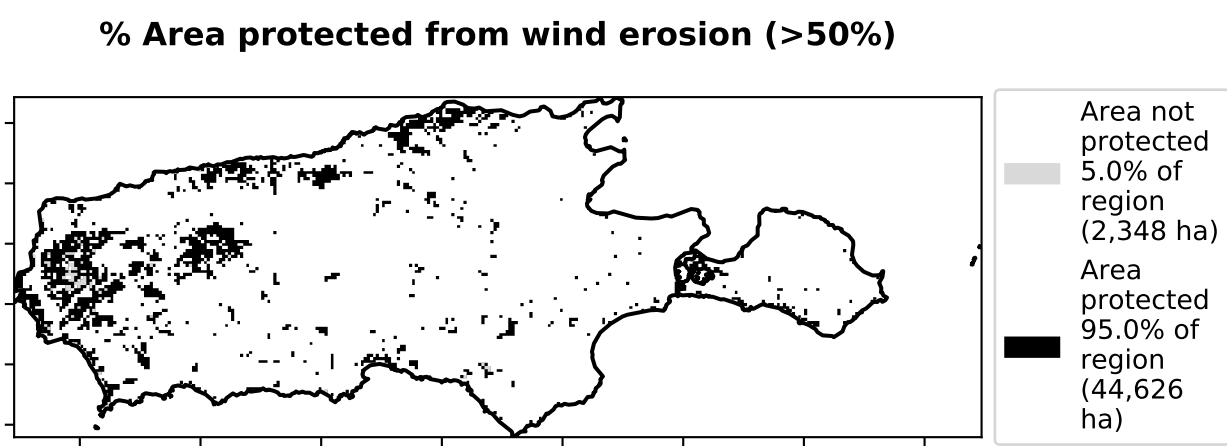 % Area protected from wind erosion (>50%)
Area not
protected
5.0% of
region
(2,348 ha)
Area
protected
95.0% of
region
(44,626
ha)